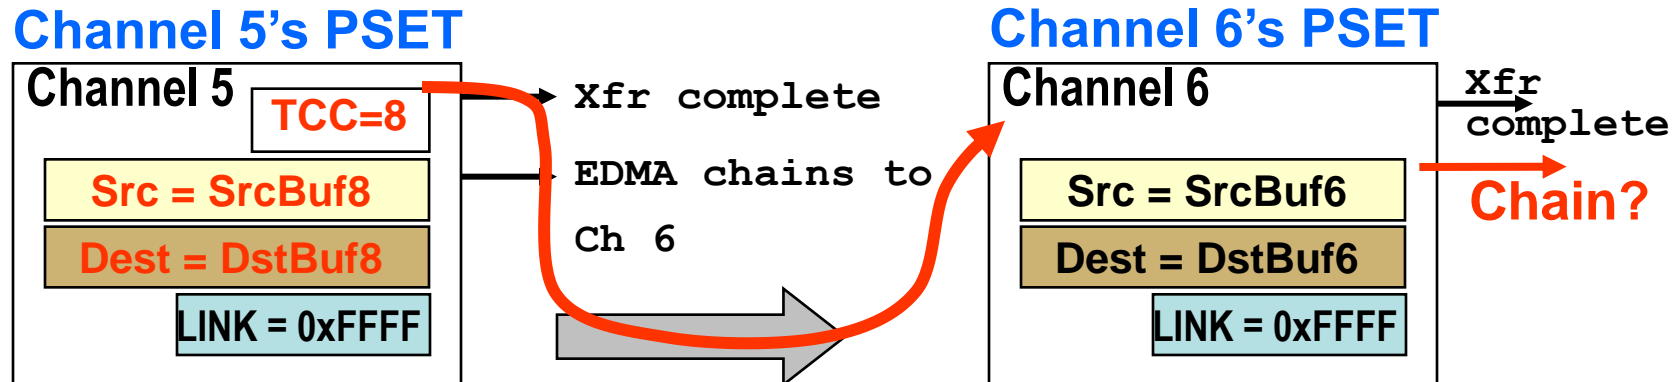 Channel 5's PSET
Channel 5
TCC=8
Src = SrcBuf8
Dest = DstBuf8
LINK = 0xFFFF
Xfr complete
EDMA chains to
Ch 6
Channel 6's PSET
Channel 6
Src = SrcBuf6
Dest = DstBuf6
LINK = 0xFFFF
Xfr
complete
Chain?